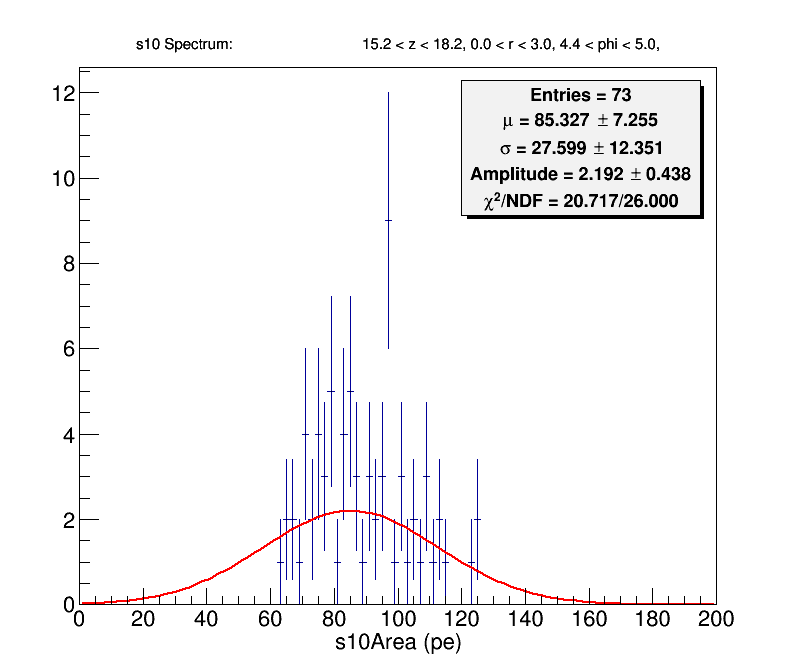 s10 Spectrum: 15.2 < z < 18.2, 0.0 < r < 3.0, 4.4 < phi < 5.0,
Entries = 73
μ = 85.327 ± 7.255
σ = 27.599 ± 12.351
Amplitude = 2.192 ± 0.438
χ²/NDF = 20.717/26.000
12
10
8
6
4
2
0
0 20 40 60 80 100 120 140 160 180 200
s10Area (pe)